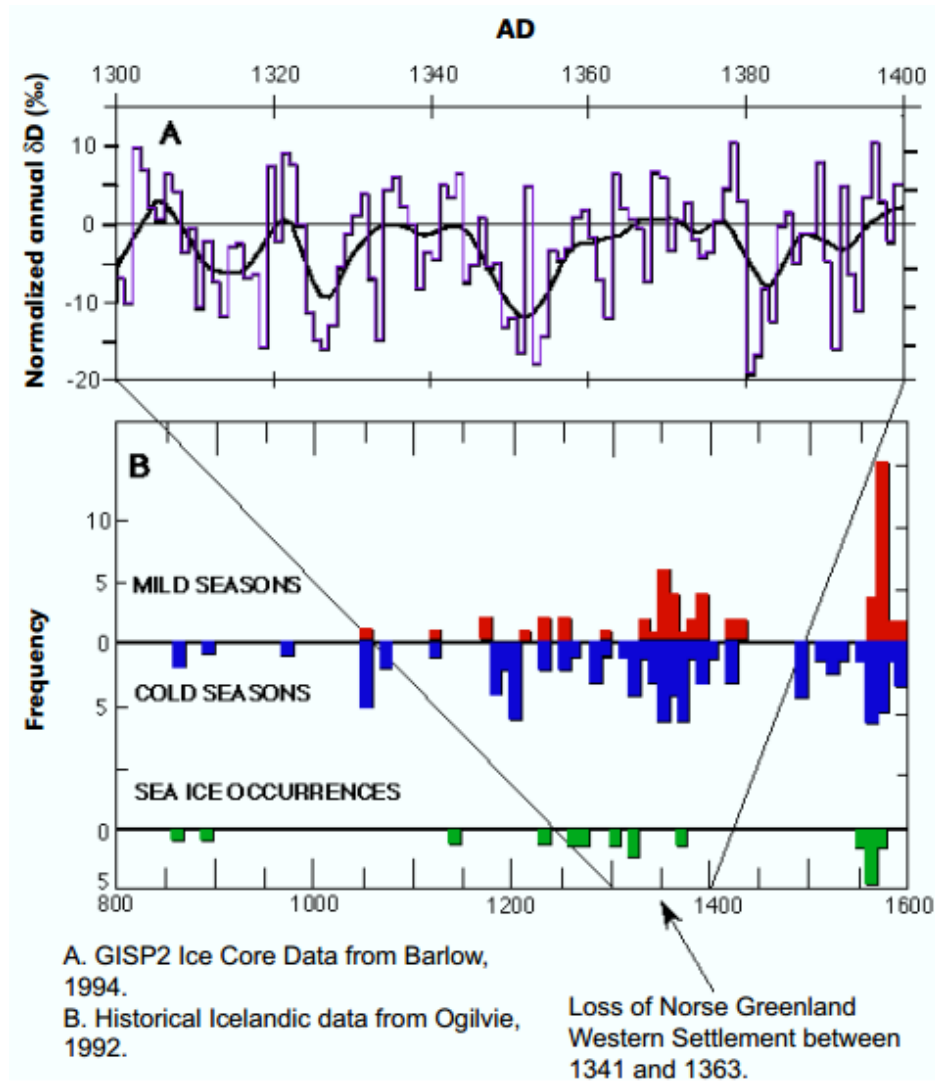 AD
1300 1320 1340 1360 1380 1400
Normalized annual δD (‰)
10
0
-10
-20
A
B
10
5
0
5
0
5
Frequency
MILD SEASONS
COLD SEASONS
SEA ICE OCCURRENCES
800 1000 1200 1400 1600
A. GISP2 Ice Core Data from Barlow,
1994.
B. Historical Icelandic data from Ogilvie,
1992.
Loss of Norse Greenland
Western Settlement between
1341 and 1363.